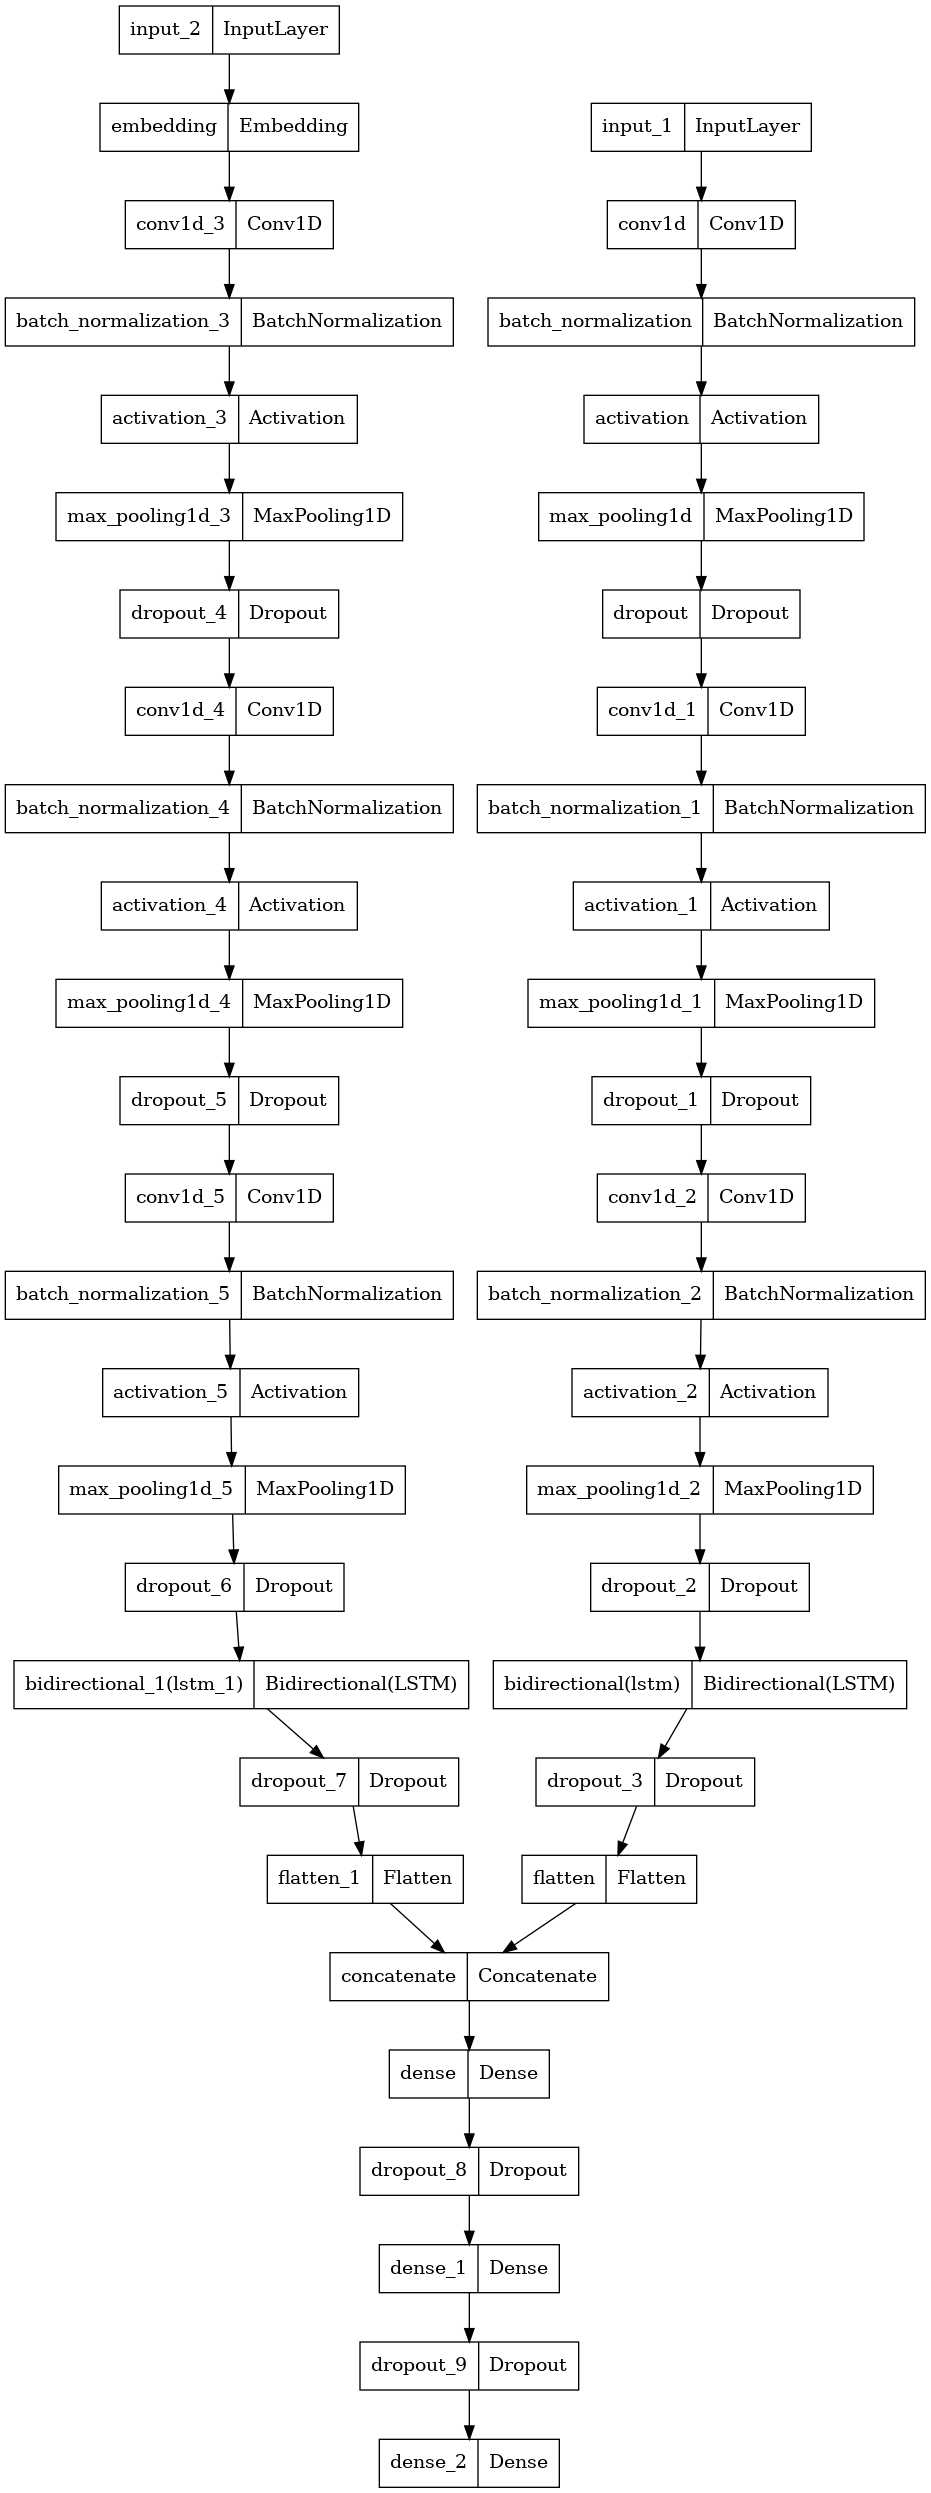 input_2 InputLayer
embedding Embedding
input_1 InputLayer
conv1d_3 Conv1D
conv1d Conv1D
batch_normalization_3 BatchNormalization
batch_normalization BatchNormalization
activation_3 Activation
activation Activation
max_pooling1d_3 MaxPooling1D
max_pooling1d MaxPooling1D
dropout_4 Dropout
dropout Dropout
conv1d_4 Conv1D
conv1d_1 Conv1D
batch_normalization_4 BatchNormalization
batch_normalization_1 BatchNormalization
activation_4 Activation
activation_1 Activation
max_pooling1d_4 MaxPooling1D
max_pooling1d_1 MaxPooling1D
dropout_5 Dropout
dropout_1 Dropout
conv1d_5 Conv1D
conv1d_2 Conv1D
batch_normalization_5 BatchNormalization
batch_normalization_2 BatchNormalization
activation_5 Activation
activation_2 Activation
max_pooling1d_5 MaxPooling1D
max_pooling1d_2 MaxPooling1D
dropout_6 Dropout
dropout_2 Dropout
bidirectional_1(lstm_1) Bidirectional(LSTM)
bidirectional(lstm) Bidirectional(LSTM)
dropout_7 Dropout
dropout_3 Dropout
flatten_1 Flatten
flatten Flatten
concatenate Concatenate
dense Dense
dropout_8 Dropout
dense_1 Dense
dropout_9 Dropout
dense_2 Dense